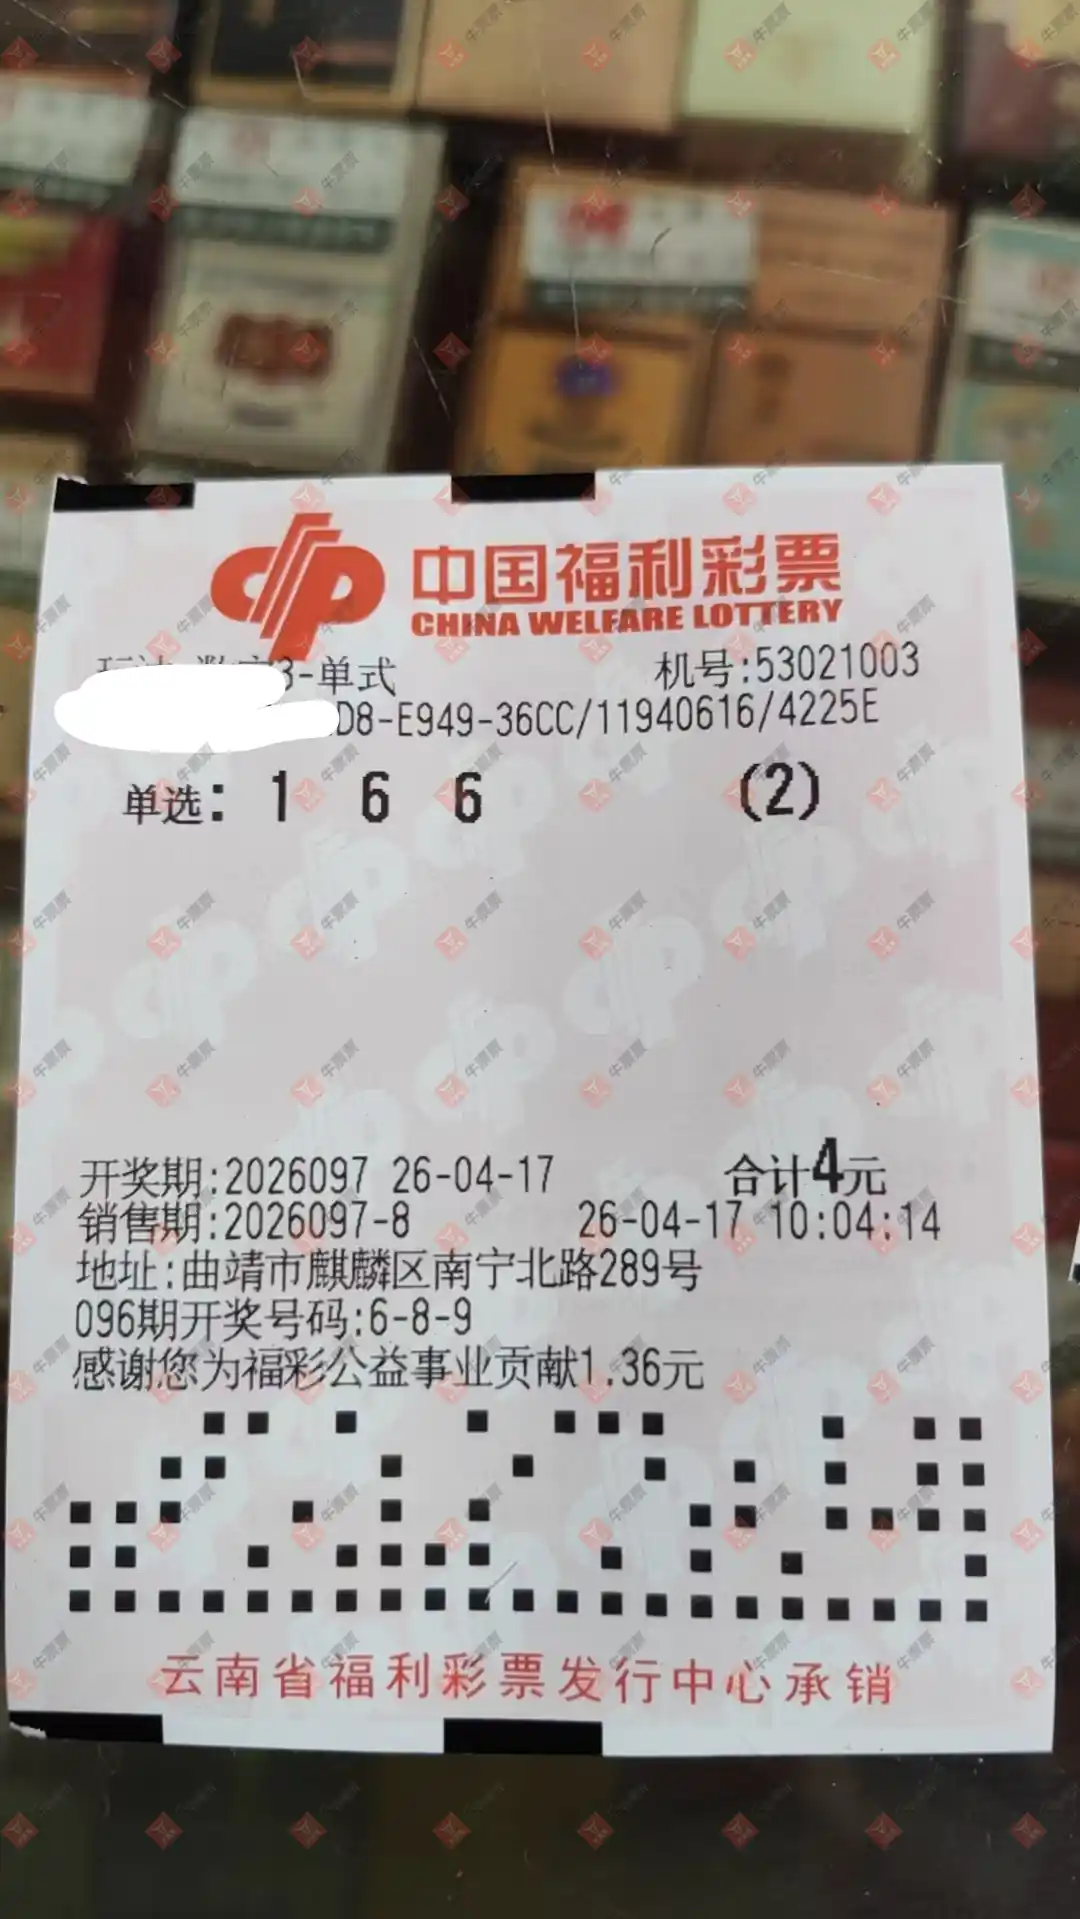 中国福利彩票
CHINA WELFARE LOTTERY
3-单式 机号:53021003
D8-E949-36CC/11940616/4225E
单选: 1 6 6 (2)
开奖期:2026097 26-04-17 合计4元
销售期:2026097-8 26-04-17 10:04:14
地址:曲靖市麒麟区南宁北路289号
096期开奖号码:6-8-9
感谢您为福彩公益事业贡献1.36元
云南省福利彩票发行中心承销